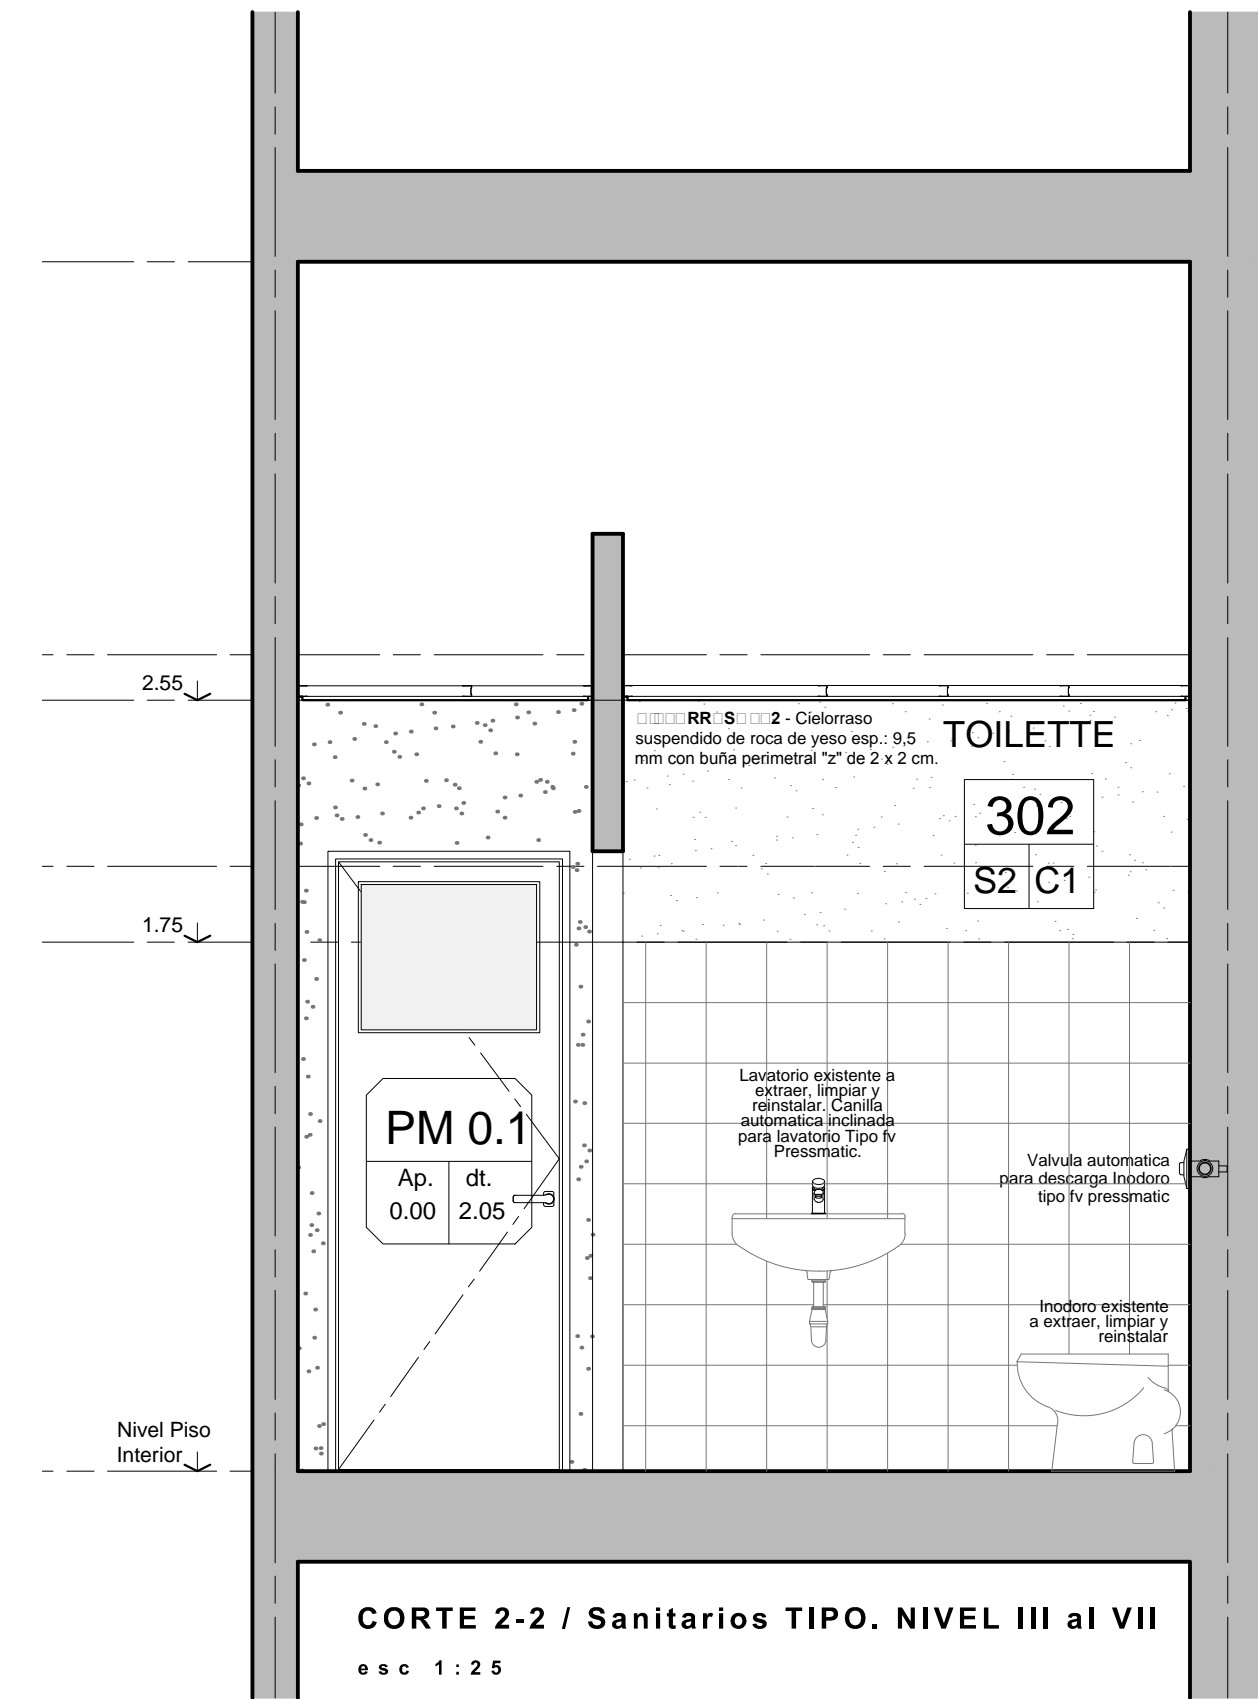 2.55
RR S 2 - Cielorraso
suspendido de roca de yeso esp.: 9,5
mm con buña perimetral "z" de 2 x 2 cm.
TOILETTE
302
S2 C1
1.75
Lavatorio existente a
extraer, limpiar y
reinstalar. Canilla
automatica inclinada
para lavatorio Tipo fv
Pressmatic.
PM 0.1
Ap. dt.
0.00 2.05
Valvula automatica
para descarga Inodoro
tipo fv pressmatic
Inodoro existente
a extraer, limpiar y
reinstalar
Nivel Piso
Interior
CORTE 2-2 / Sanitarios TIPO. NIVEL III al VII
esc 1:25